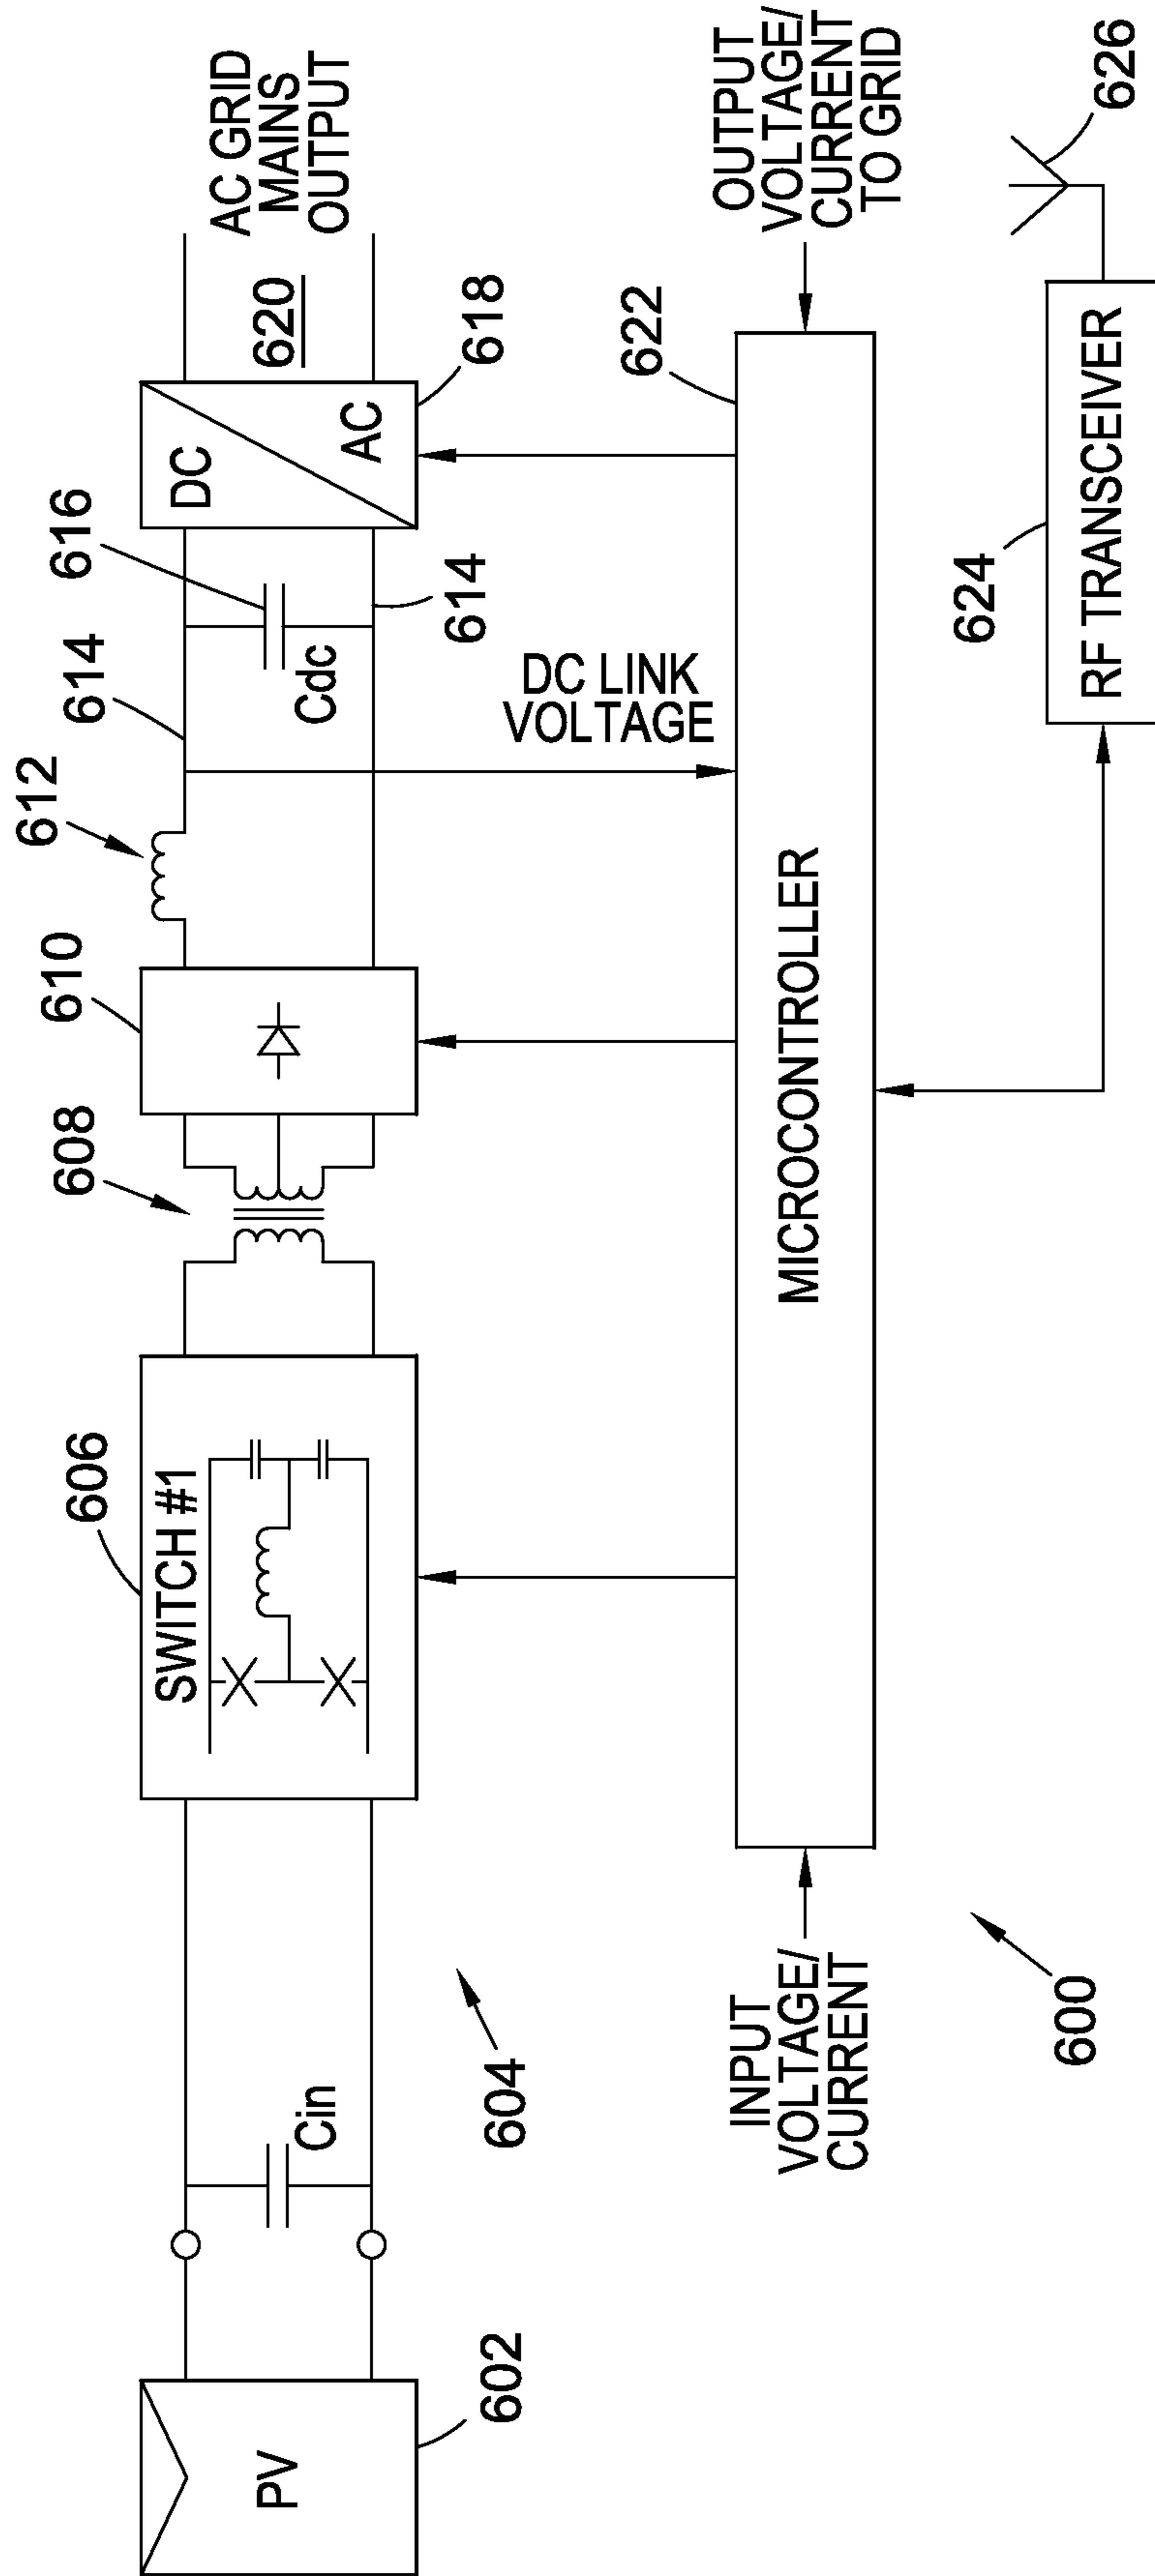 PV
602
Cin
604
606
SWITCH #1
608
610
612
614
616
Cdc
614
DC
AC
618
620
AC GRID
MAINS
OUTPUT
DC LINK
VOLTAGE
INPUT
VOLTAGE/
CURRENT
MICROCONTROLLER
622
OUTPUT
VOLTAGE/
CURRENT
TO GRID
600
624
RF TRANSCEIVER
626